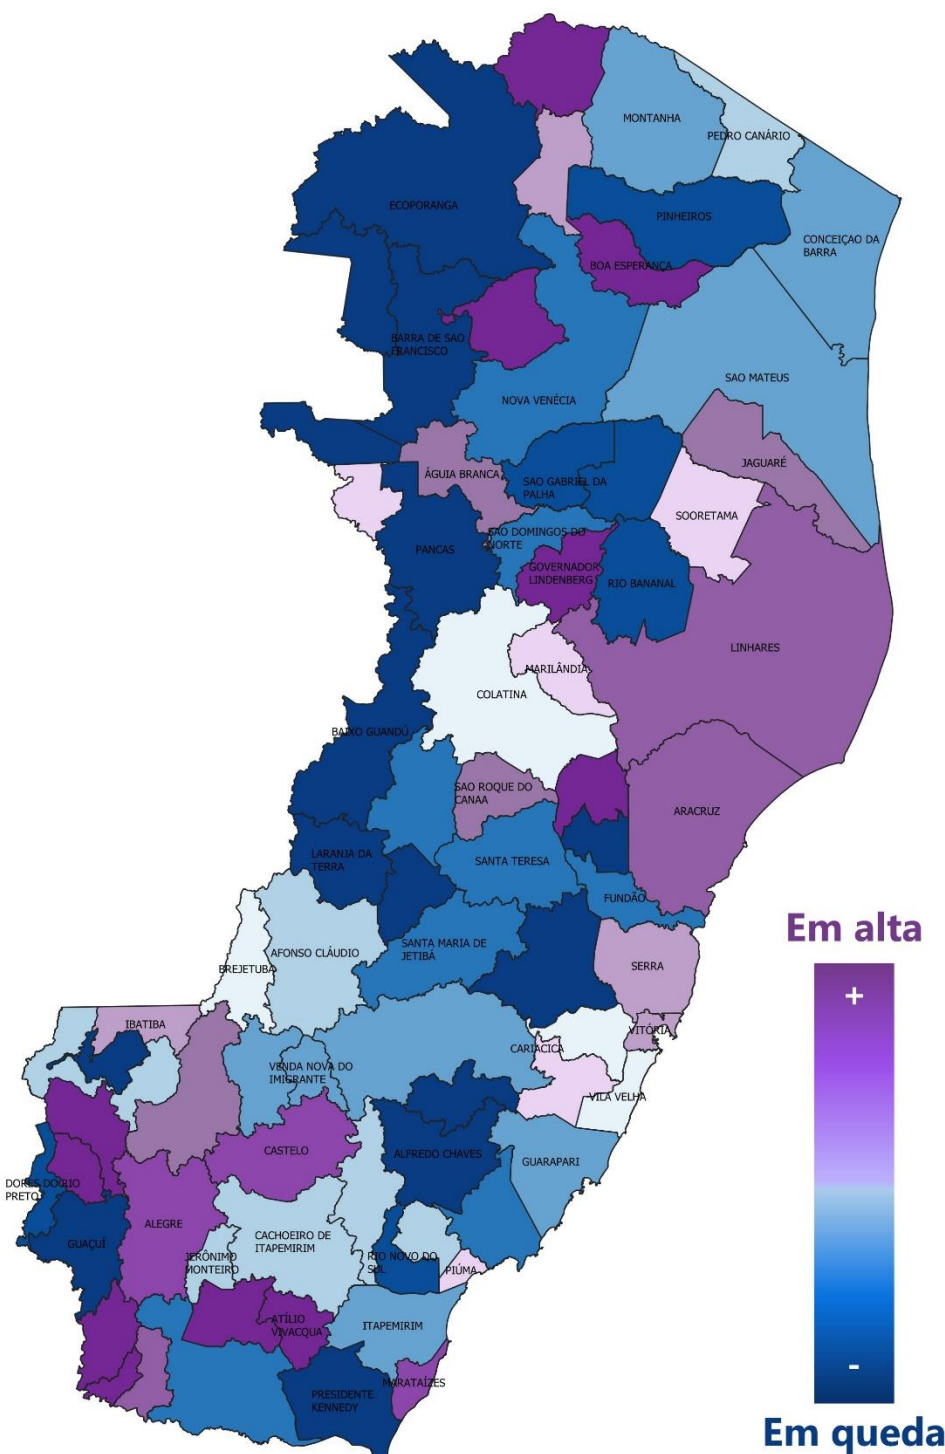 MONTANHA
PEDRO CANÁRIO
ECOPORANGA
PINHEIROS
CONCEIÇAO DA
BARRA
BOA ESPERANÇA
BARRA DE SAO
FRANCISCO
SAO MATEUS
NOVA VENÉCIA
JAGUARÉ
ÁGUIA BRANCA
SAO GABRIEL DA
PALHA
SOORETAMA
SAO DOMINGOS DO
NORTE
PANCAS
GOVERNADOR
LINDENBERG
RIO BANANAL
LINHARES
MARILÂNDIA
COLATINA
BAIXO GUANDÚ
SAO ROQUE DO
CANAA
ARACRUZ
LARANJA DA
TERRA
SANTA TERESA
FUNDÃO
Em alta
SANTA MARIA DE
JETIBÁ
AFONSO CLÁUDIO
BREJETUBA
SERRA
+
IBATIBA
VITÓRIA
CARIACICA
VENDA NOVA DO
IMIGRANTE
VILA VELHA
CASTELO
ALFREDO CHAVES
GUARAPARI
DORES DO RIO
PRETO
ALEGRE
GUAÇUÍ
CACHOEIRO DE
ITAPEMIRIM
JERÔNIMO
MONTEIRO
RIO NOVO DO
SUL
PIÚMA
ATÍLIO
VIVACQUA
ITAPEMIRIM
-
MARATAÍZES
PRESIDENTE
KENNEDY
Em queda